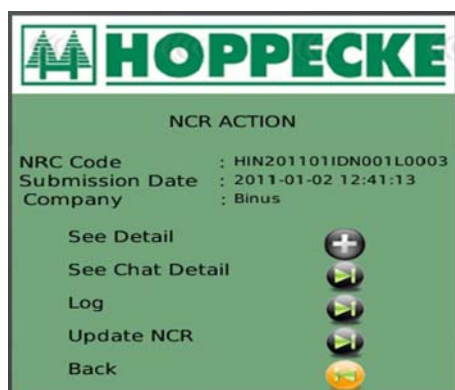 HOPPECKE
NCR ACTION
NRC Code : HIN201101IDN001L0003
Submission Date : 2011-01-02 12:41:13
Company : Binus
See Detail
See Chat Detail
Log
Update NCR
Back